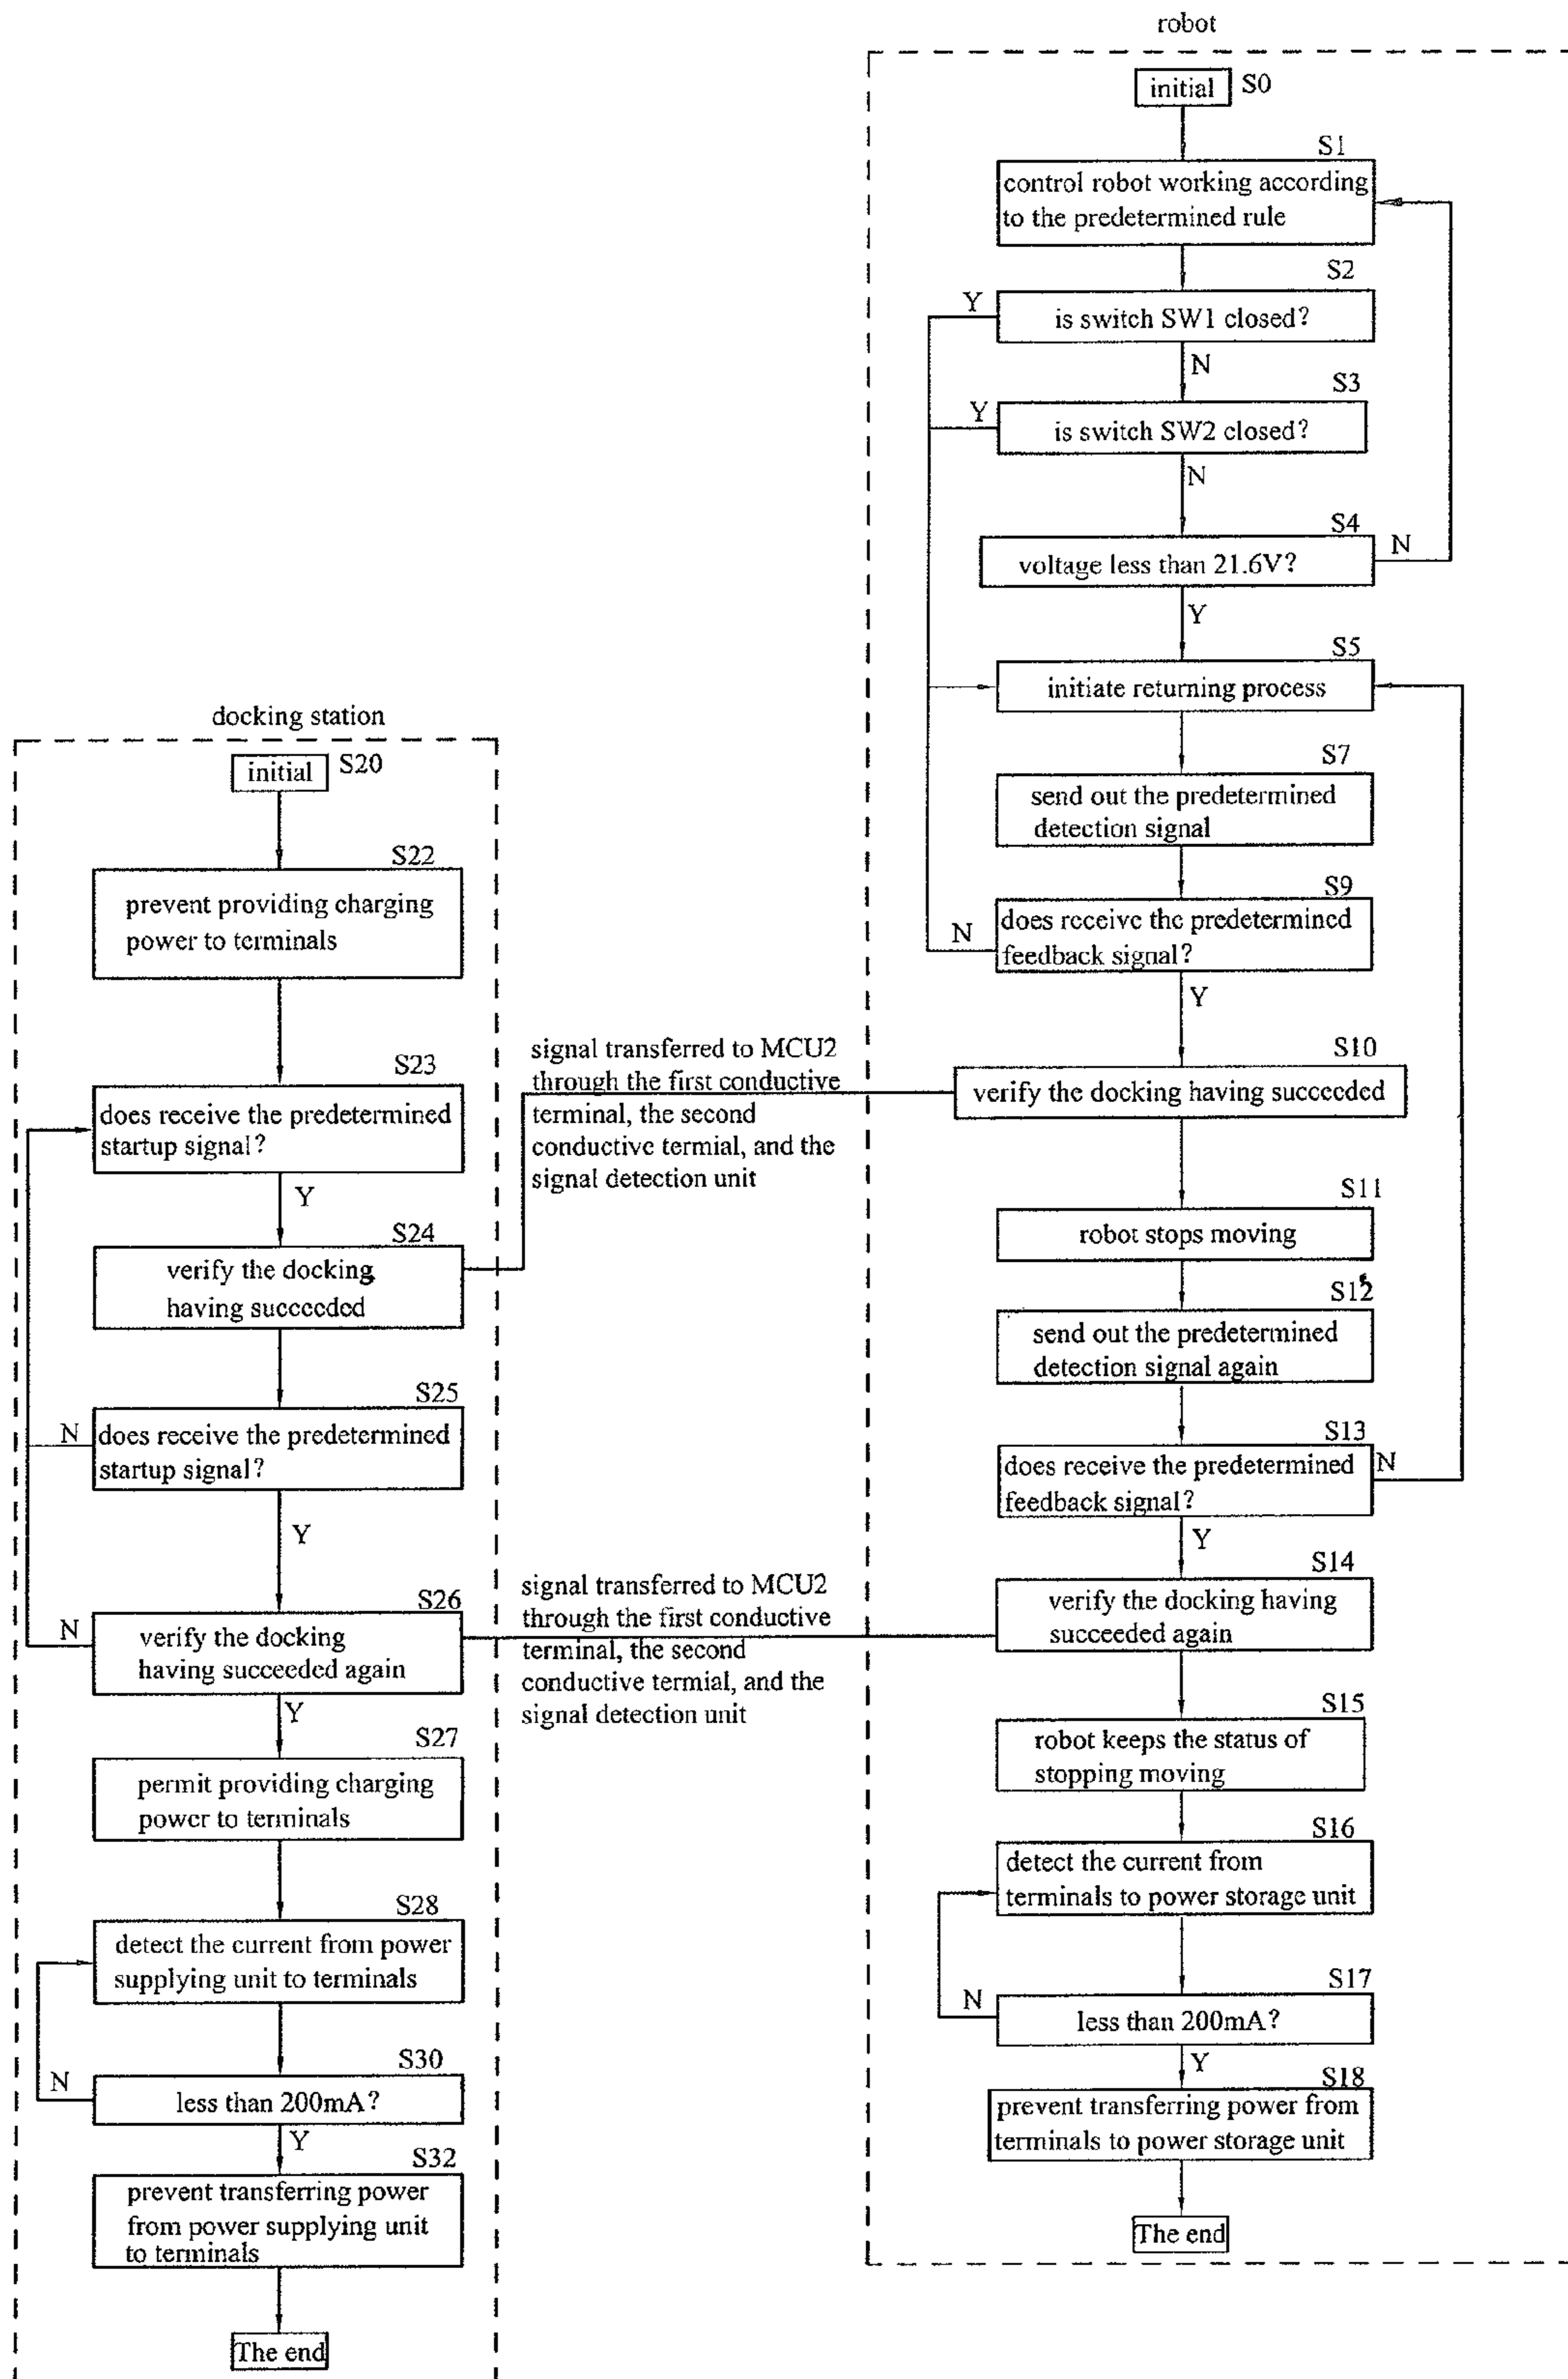 robot
initial S0
S1
control robot working according
to the predetermined rule
S2
Y
is switch SW1 closed?
N
S3
Y
is switch SW2 closed?
N
S4
voltage less than 21.6V?
N
Y
S5
initiate returning process
S7
send out the predetermined
detection signal
S9
does receive the predetermined
feedback signal?
N
Y
S10
verify the docking having succeeded
S11
robot stops moving
S12
send out the predetermined
detection signal again
S13
does receive the predetermined
feedback signal?
N
Y
S14
verify the docking having
succeeded again
S15
robot keeps the status of
stopping moving
S16
detect the current from
terminals to power storage unit
S17
N
less than 200mA?
Y
S18
prevent transferring power from
terminals to power storage unit
The end
signal transferred to MCU2
through the first conductive
terminal, the second
conductive termial, and the
signal detection unit
signal transferred to MCU2
through the first conductive
terminal, the second
conductive termial, and the
signal detection unit
docking station
initial S20
S22
prevent providing charging
power to terminals
S23
does receive the predetermined
startup signal?
Y
S24
verify the docking
having succeeded
S25
N
does receive the predetermined
startup signal?
Y
S26
N
verify the docking
having succeeded again
Y
S27
permit providing charging
power to terminals
S28
detect the current from power
supplying unit to terminals
S30
N
less than 200mA?
Y
S32
prevent transferring power
from power supplying unit
to terminals
The end